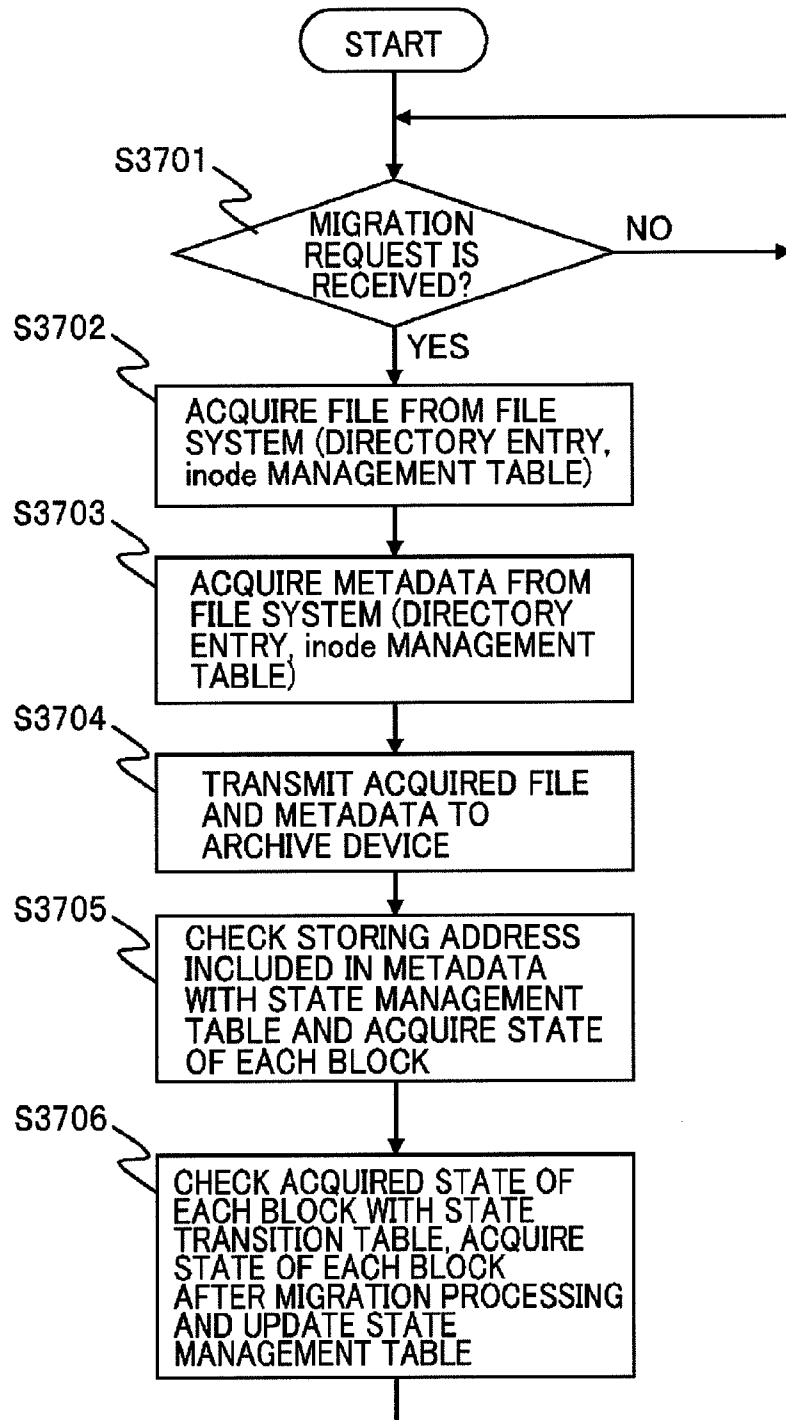 START
S3701
MIGRATION
REQUEST IS
RECEIVED?
NO
YES
S3702
ACQUIRE FILE FROM FILE
SYSTEM (DIRECTORY ENTRY,
inode MANAGEMENT TABLE)
S3703
ACQUIRE METADATA FROM
FILE SYSTEM (DIRECTORY
ENTRY, inode MANAGEMENT
TABLE)
S3704
TRANSMIT ACQUIRED FILE
AND METADATA TO
ARCHIVE DEVICE
S3705
CHECK STORING ADDRESS
INCLUDED IN METADATA
WITH STATE MANAGEMENT
TABLE AND ACQUIRE STATE
OF EACH BLOCK
S3706
CHECK ACQUIRED STATE OF
EACH BLOCK WITH STATE
TRANSITION TABLE, ACQUIRE
STATE OF EACH BLOCK
AFTER MIGRATION PROCESSING
AND UPDATE STATE
MANAGEMENT TABLE